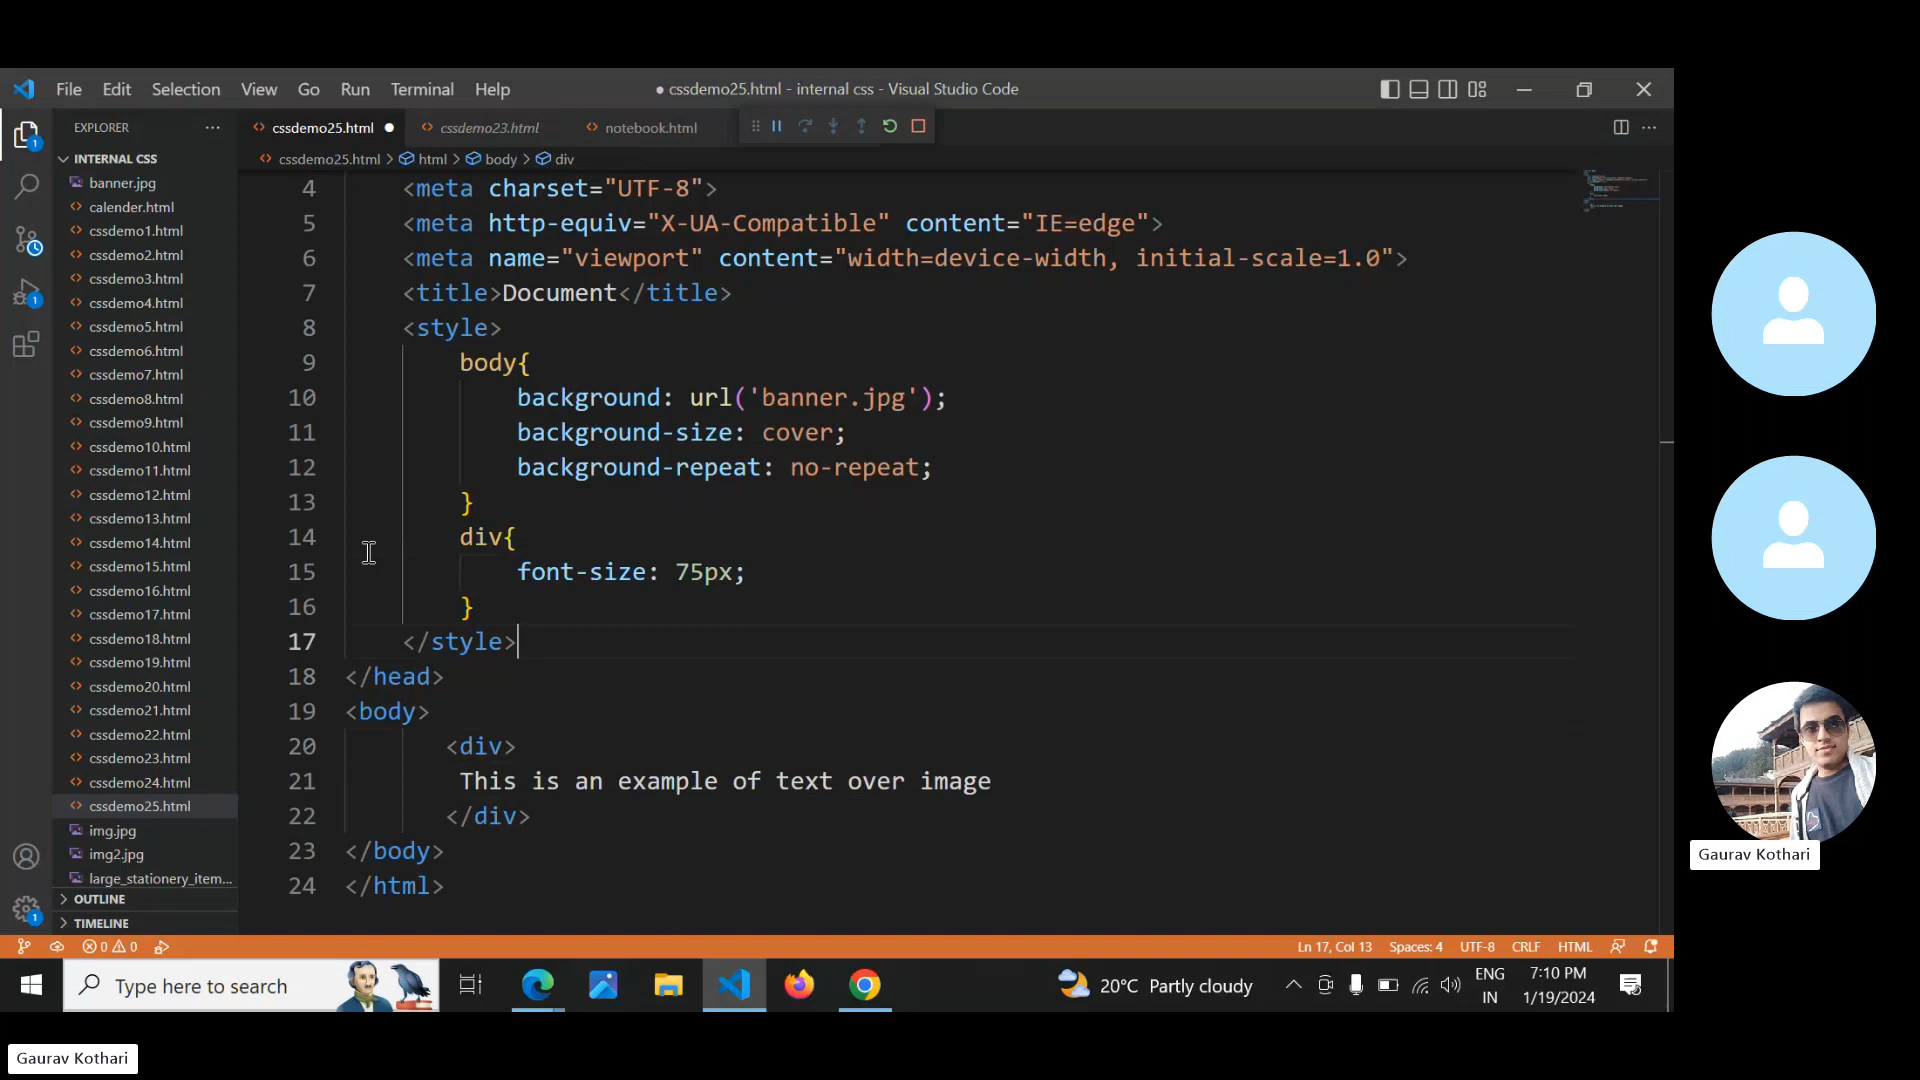 File Edit Selection View Go Run Terminal Help
● cssdemo25.html - internal css - Visual Studio Code
EXPLORER
cssdemo25.html
cssdemo23.html
notebook.html
cssdemo25.html > html > body > div
INTERNAL CSS
banner.jpg
calender.html
cssdemo1.html
cssdemo2.html
cssdemo3.html
cssdemo4.html
cssdemo5.html
cssdemo6.html
cssdemo7.html
cssdemo8.html
cssdemo9.html
cssdemo10.html
cssdemo11.html
cssdemo12.html
cssdemo13.html
cssdemo14.html
cssdemo15.html
cssdemo16.html
cssdemo17.html
cssdemo18.html
cssdemo19.html
cssdemo20.html
cssdemo21.html
cssdemo22.html
cssdemo23.html
cssdemo24.html
cssdemo25.html
img.jpg
img2.jpg
large_stationery_item...
OUTLINE
TIMELINE
4 <meta charset="UTF-8">
5 <meta http-equiv="X-UA-Compatible" content="IE=edge">
6 <meta name="viewport" content="width=device-width, initial-scale=1.0">
7 <title>Document</title>
8 <style>
9 body{
10 background: url('banner.jpg');
11 background-size: cover;
12 background-repeat: no-repeat;
13 }
14 div{
15 font-size: 75px;
16 }
17 </style>
18 </head>
19 <body>
20 <div>
21 This is an example of text over image
22 </div>
23 </body>
24 </html>
0 0
Ln 17, Col 13 Spaces: 4 UTF-8 CRLF HTML
Type here to search
20°C Partly cloudy
ENG
IN
7:10 PM
1/19/2024
Gaurav Kothari
Gaurav Kothari